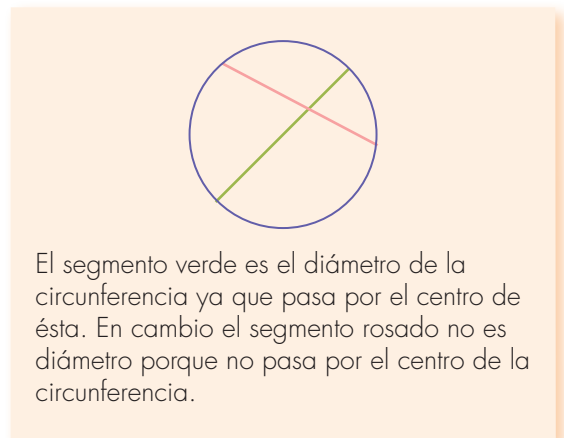 El segmento verde es el diámetro de la
circunferencia ya que pasa por el centro de
ésta. En cambio el segmento rosado no es
diámetro porque no pasa por el centro de la
circunferencia.